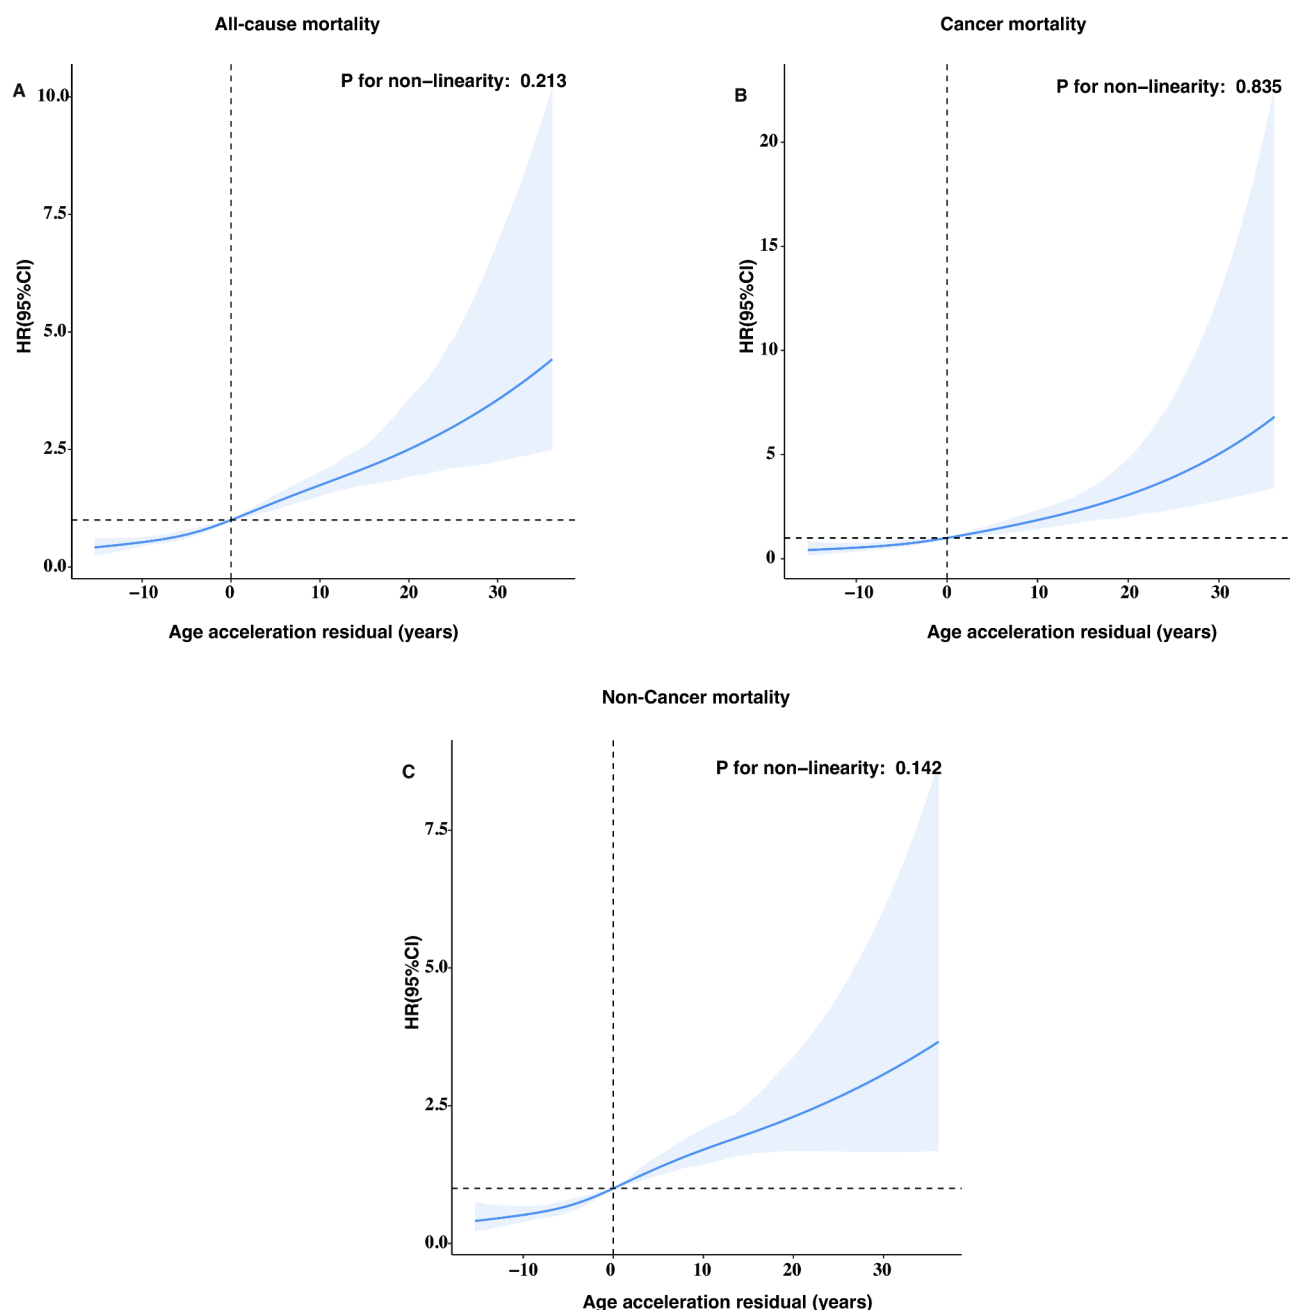 All-cause mortality
A
P for non–linearity: 0.213
10.0
7.5
5.0
2.5
0.0
HR(95%CI)
−10
0
10
20
30
Age acceleration residual (years)
Cancer mortality
B
P for non–linearity: 0.835
20
15
10
5
0
HR(95%CI)
−10
0
10
20
30
Age acceleration residual (years)
Non-Cancer mortality
C
P for non–linearity: 0.142
7.5
5.0
2.5
0.0
HR(95%CI)
−10
0
10
20
30
Age acceleration residual (years)